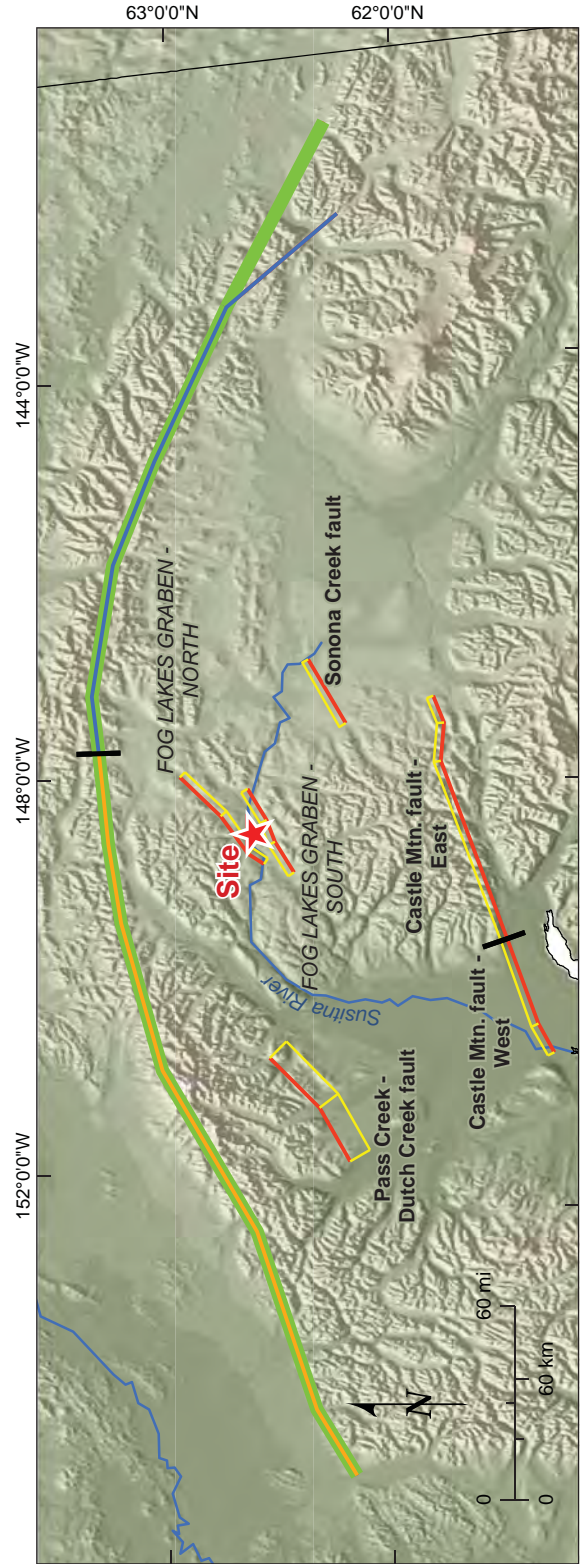 152°0'0"W
148°0'0"W
144°0'0"W
63°0'0"N
62°0'0"N
FOG LAKES GRABEN -
NORTH
Site
Susitna River
FOG LAKES GRABEN -
SOUTH
Sonona Creek fault
Pass Creek -
Dutch Creek fault
Castle Mtn. fault -
East
Castle Mtn. fault -
West
N
0
60 mi
0
60 km